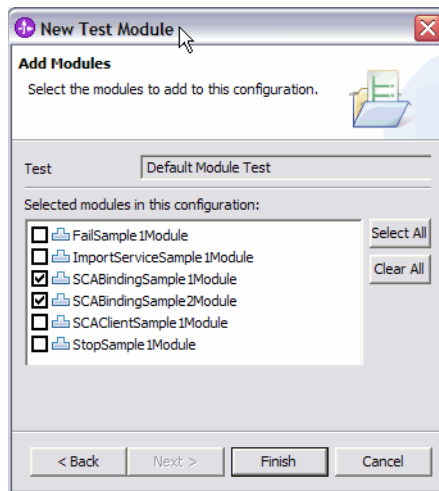 New Test Module
Add Modules
Select the modules to add to this configuration.
Test
Default Module Test
Selected modules in this configuration:
FailSample1Module
ImportServiceSample1Module
SCABindingSample1Module
SCABindingSample2Module
SCAClientSample1Module
StopSample1Module
Select All
Clear All
< Back
Next >
Finish
Cancel